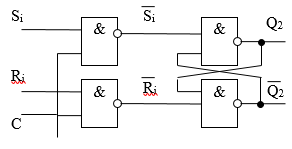 Sᵢ & S̅ᵢ & Q₂
Rᵢ & R̅ᵢ & Q̅₂
C